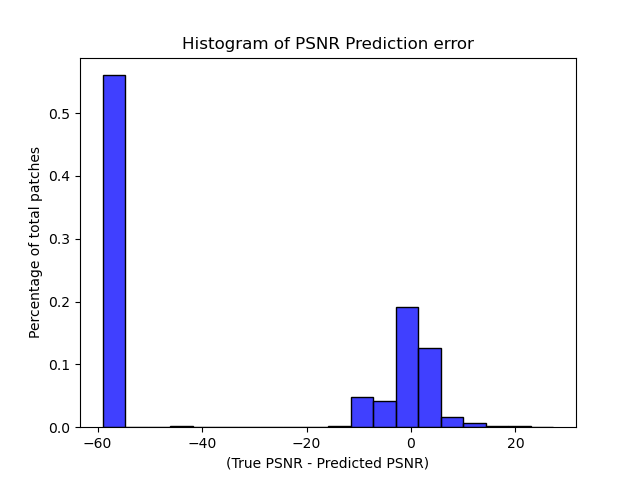 Histogram of PSNR Prediction error
Percentage of total patches
0.5
0.4
0.3
0.2
0.1
0.0
−60 −40 −20 0 20
(True PSNR - Predicted PSNR)